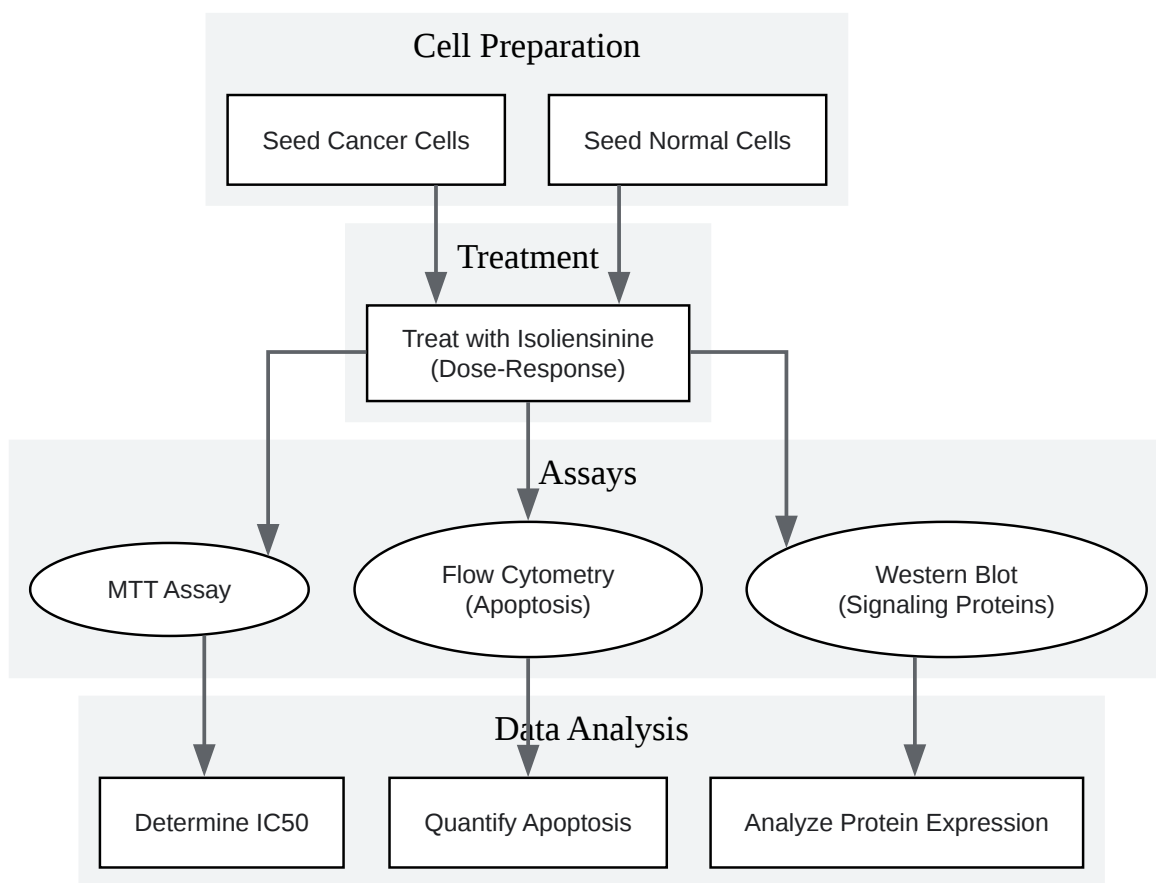 Cell Preparation
Seed Cancer Cells
Seed Normal Cells
Treatment
Treat with Isoliensinine
(Dose-Response)
Assays
MTT Assay
Flow Cytometry
(Apoptosis)
Western Blot
(Signaling Proteins)
Data Analysis
Determine IC50
Quantify Apoptosis
Analyze Protein Expression